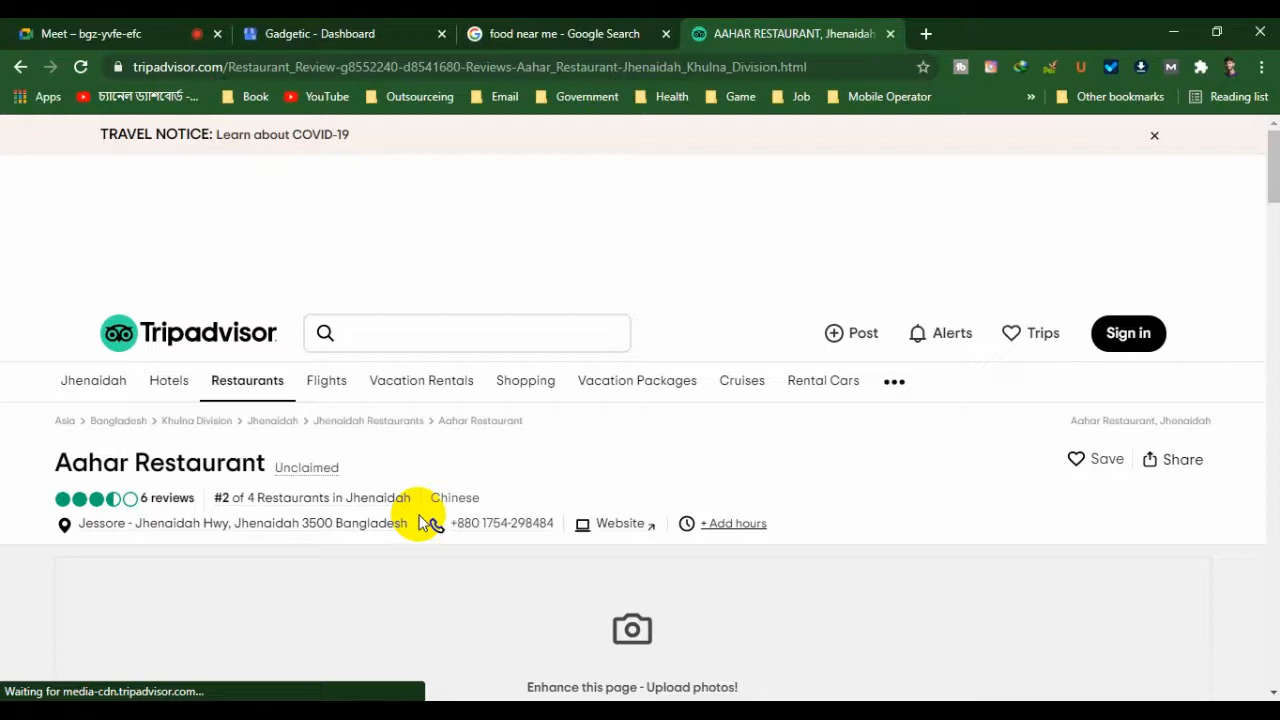 Meet – bgz-yvfe-efc
Gadgetic - Dashboard
food near me - Google Search
AAHAR RESTAURANT, Jhenaidah
tripadvisor.com/Restaurant_Review-g8552240-d8541680-Reviews-Aahar_Restaurant-Jhenaidah_Khulna_Division.html
Apps চ্যানেল ড্যাশবোর্ড -... Book YouTube Outsourceing Email Government Health Game Job Mobile Operator » Other bookmarks Reading list
TRAVEL NOTICE: Learn about COVID-19
Tripadvisor
Post Alerts Trips Sign in
Jhenaidah Hotels Restaurants Flights Vacation Rentals Shopping Vacation Packages Cruises Rental Cars •••
Asia > Bangladesh > Khulna Division > Jhenaidah > Jhenaidah Restaurants > Aahar Restaurant
Aahar Restaurant, Jhenaidah
Aahar Restaurant Unclaimed
Save Share
6 reviews #2 of 4 Restaurants in Jhenaidah Chinese
Jessore - Jhenaidah Hwy, Jhenaidah 3500 Bangladesh +880 1754-298484 Website + Add hours
Enhance this page - Upload photos!
Waiting for media-cdn.tripadvisor.com...